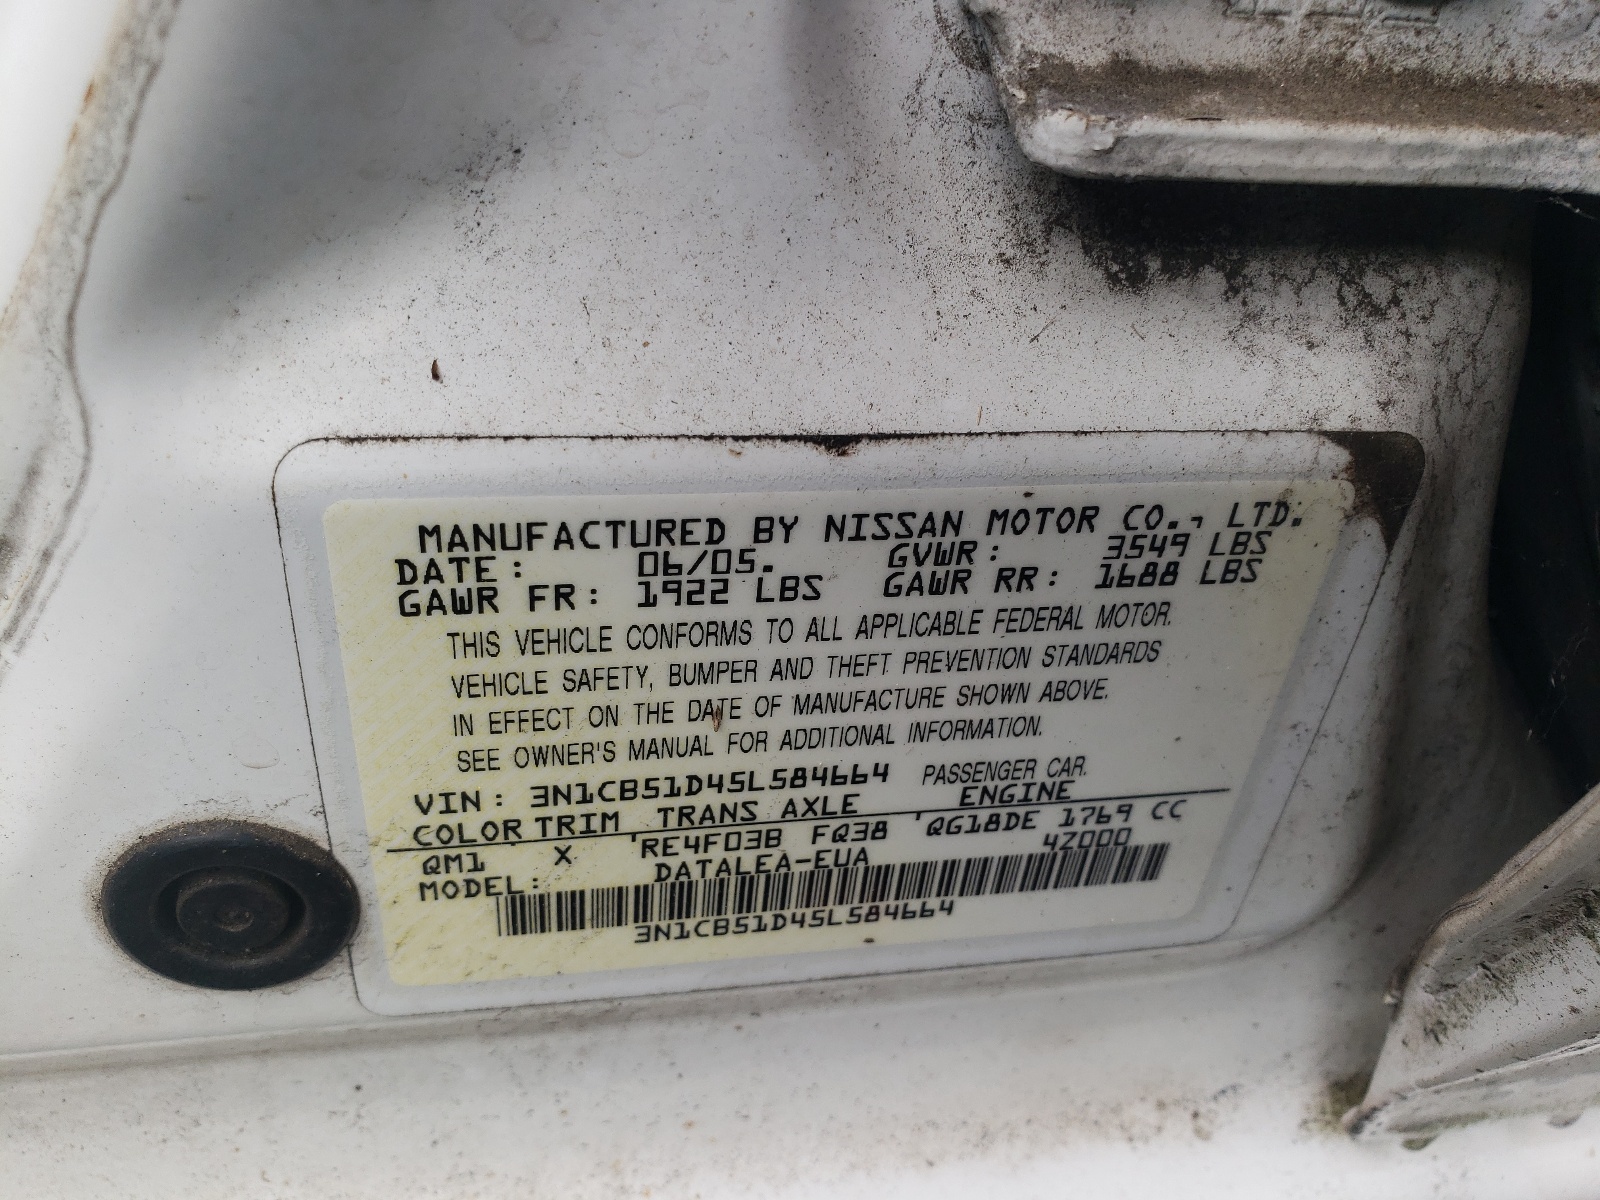 MANUFACTURED BY NISSAN MOTOR CO., LTD.
DATE: 06/05. GVWR: 3549 LBS
GAWR FR: 1922 LBS GAWR RR: 1688 LBS
THIS VEHICLE CONFORMS TO ALL APPLICABLE FEDERAL MOTOR.
VEHICLE SAFETY, BUMPER AND THEFT PREVENTION STANDARDS
IN EFFECT ON THE DATE OF MANUFACTURE SHOWN ABOVE.
SEE OWNER'S MANUAL FOR ADDITIONAL INFORMATION.
VIN: 3N1CB51D45L584664 PASSENGER CAR.
COLOR TRIM TRANS AXLE ENGINE
QM1 X RE4F03B FQ38 QG18DE 1769 CC
MODEL: DATALEA-EUA 4Z000
3N1CB51D45L584664